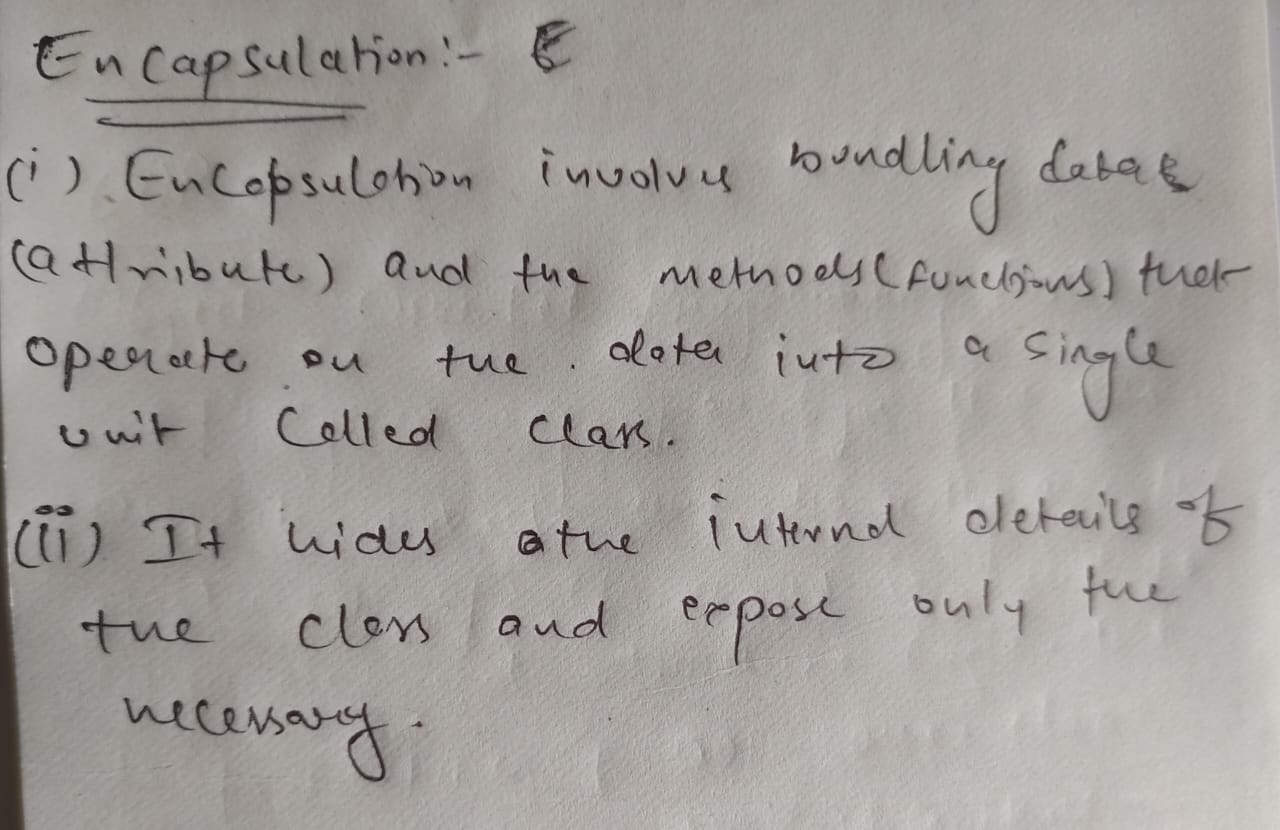 Encapsulation:- E
(i) Encapsulation involves bundling data
(attribute) and the methods (functions) that
operate on the data into a single
unit Called Class.
(ii) It hides the internal details of
the class and expose only the
necessary.